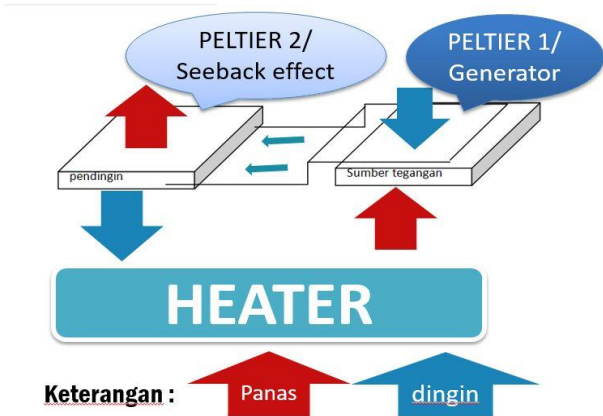 PELTIER 2/
Seeback effect
PELTIER 1/
Generator
pendingin
Sumber tegangan
HEATER
Keterangan :
Panas
dingin